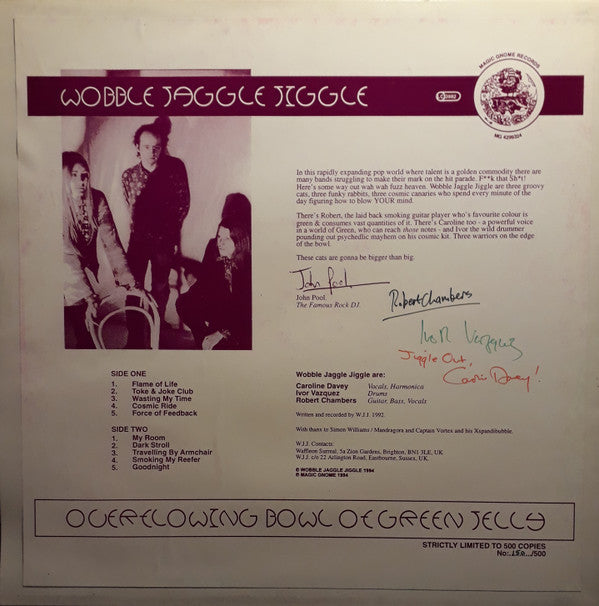 WOBBLE JAGGLE JIGGLE
MAGIC GNOME RECORDS
MG 4299324
In this rapidly expanding pop world where talent is a golden commodity there are
many bands struggling to make their mark on the hit parade. F**k that Sh*t!
Here's some way out wah wah fuzz heaven. Wobble Jaggle Jiggle are three groovy
cats, three funky rabbits, three cosmic canaries who spend every minute of the
day figuring how to blow YOUR mind.
There's Robert, the laid back smoking guitar player who's favourite colour is
green & consumes vast quantities of it. There's Caroline too - a powerful voice
in a world of Green, who can reach those notes - and Ivor the wild drummer
pounding out psychedlic mayhem on his cosmic kit. Three warriors on the edge
of the bowl.
These cats are gonna be bigger than big.
John Pool
John Pool.
The Famous Rock DJ.
Robert Chambers
Ivor Vazquez
Jiggle Out,
Davey!
SIDE ONE
1. Flame of Life
2. Toke & Joke Club
3. Wasting My Time
4. Cosmic Ride
5. Force of Feedback
SIDE TWO
1. My Room
2. Dark Stroll
3. Travelling By Armchair
4. Smoking My Reefer
5. Goodnight
Wobble Jaggle Jiggle are:
Caroline Davey Vocals, Harmonica
Ivor Vazquez Drums
Robert Chambers Guitar, Bass, Vocals
Written and recorded by W.J.J. 1992.
With thanx to Simon Williams / Mandragora and Captain Vortex and his Xspandibubble.
W.J.J. Contacts:
Waffleon Surreal, 5a Zion Gardens, Brighton, BN1 3LE, UK
W.J.J. c/o 22 Arlington Road, Eastbourne, Sussex, UK.
© WOBBLE JAGGLE JIGGLE 1994
℗ MAGIC GNOME 1994
OVERFLOWING BOWL OF GREEN JELLY
STRICTLY LIMITED TO 500 COPIES
No:...150.../500